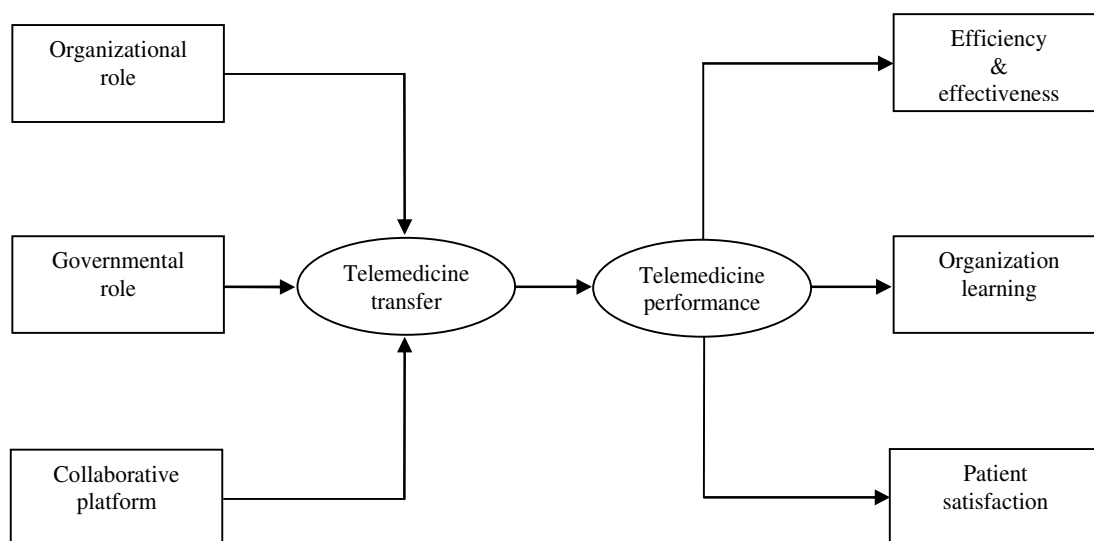 Organizational
role
Efficiency
&
effectiveness
Governmental
role
Telemedicine
transfer
Telemedicine
performance
Organization
learning
Collaborative
platform
Patient
satisfaction